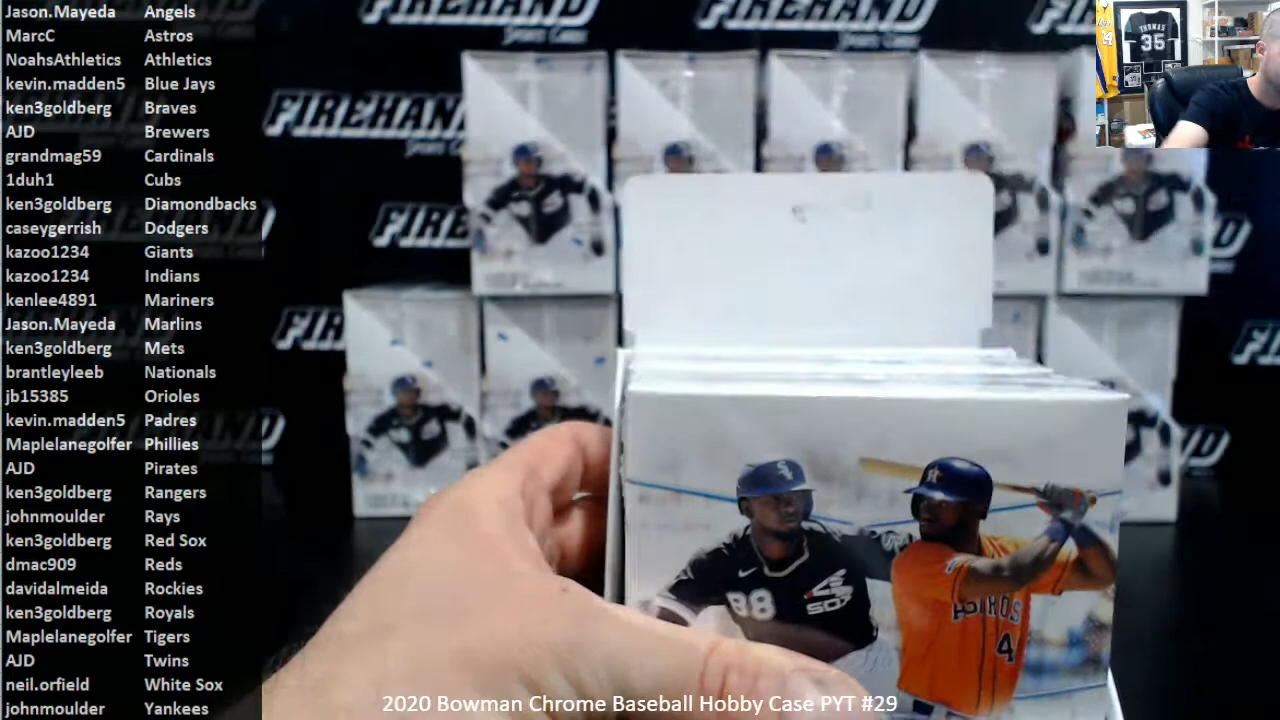 Jason.Mayeda Angels
MarcC Astros
NoahsAthletics Athletics
kevin.madden5 Blue Jays
ken3goldberg Braves
AJD Brewers
grandmag59 Cardinals
1duh1 Cubs
ken3goldberg Diamondbacks
caseygerrish Dodgers
kazoo1234 Giants
kazoo1234 Indians
kenlee4891 Mariners
Jason.Mayeda Marlins
ken3goldberg Mets
brantleyleeb Nationals
jb15385 Orioles
kevin.madden5 Padres
Maplelanegolfer Phillies
AJD Pirates
ken3goldberg Rangers
johnmoulder Rays
ken3goldberg Red Sox
dmac909 Reds
davidalmeida Rockies
ken3goldberg Royals
Maplelanegolfer Tigers
AJD Twins
neil.orfield White Sox
johnmoulder Yankees
FIREHAND
FIREHAND
FIREHAND
THOMAS
35
88
SOX
ASTROS
4
2020 Bowman Chrome Baseball Hobby Case PYT #29